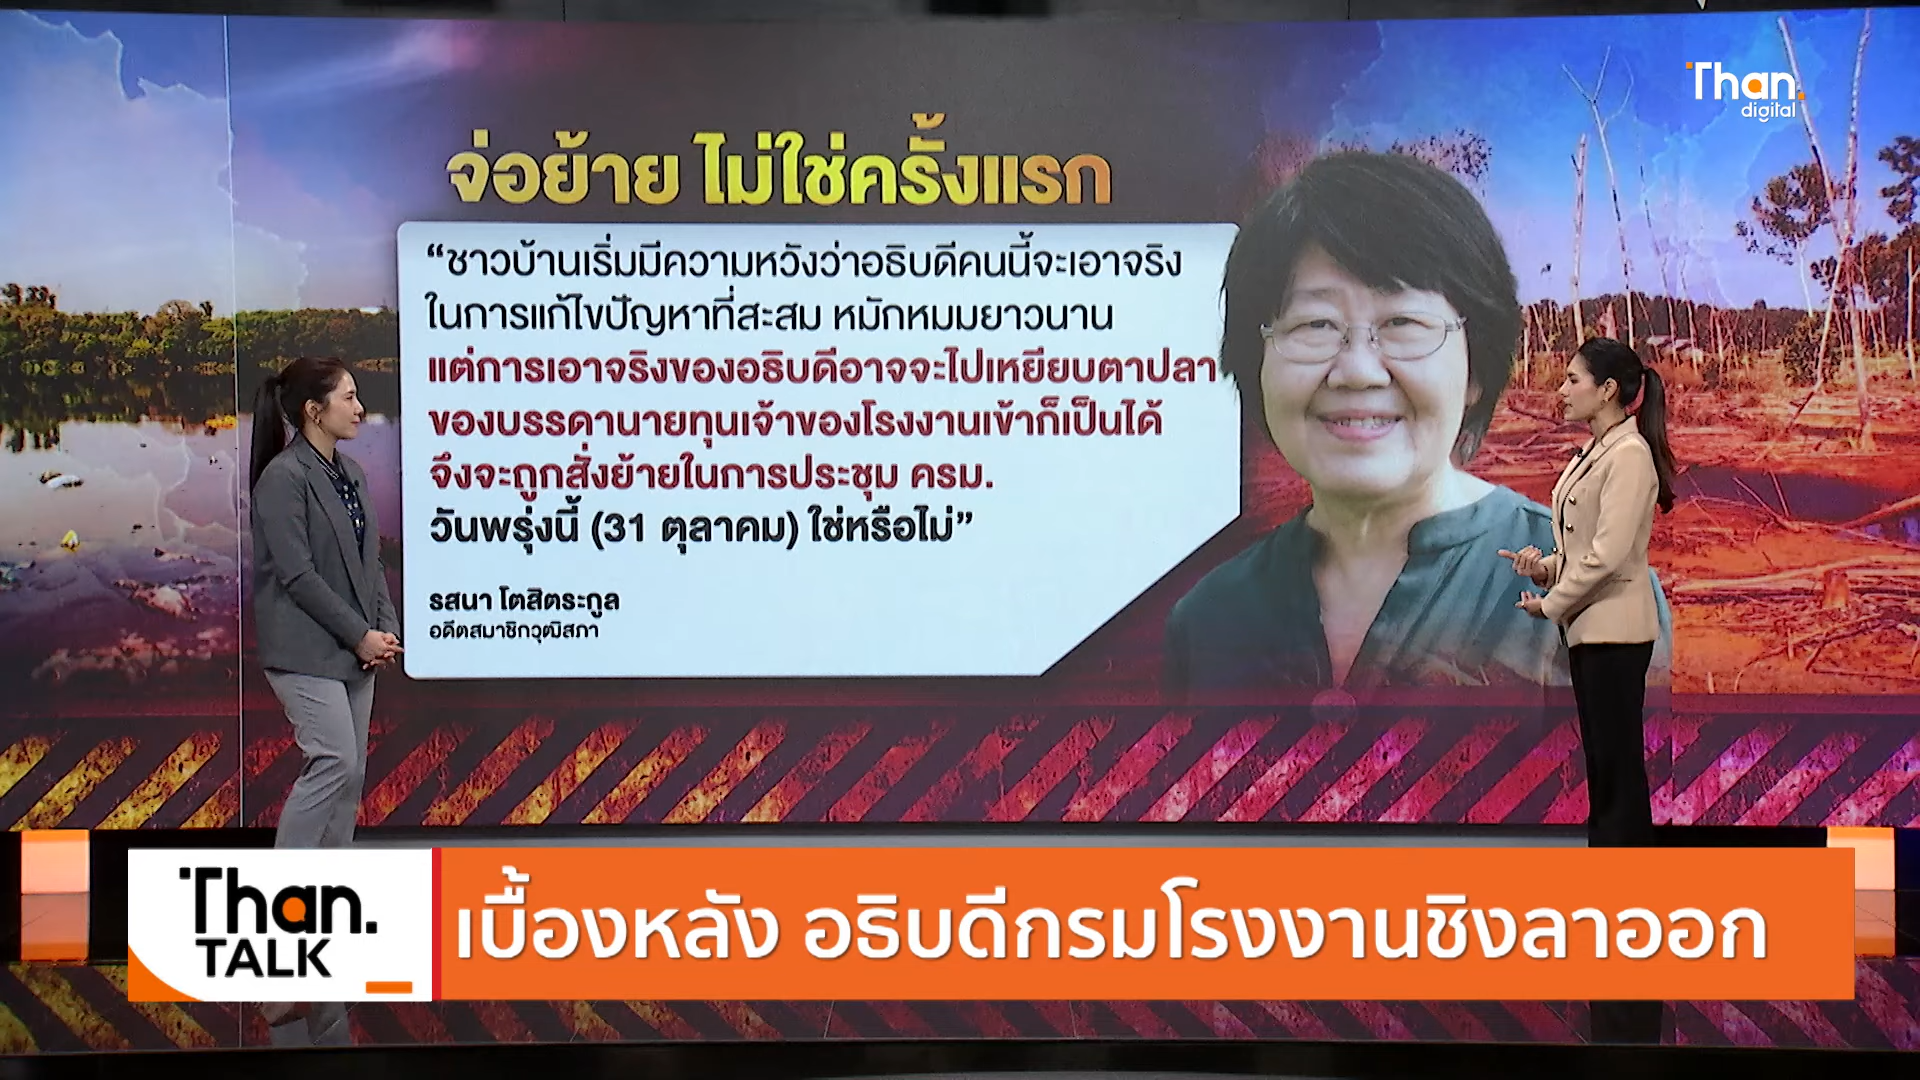 Than.
digital
จ่อย้าย ไม่ใช่ครั้งแรก
“ชาวบ้านเริ่มมีความหวังว่าอธิบดีคนนี้จะเอาจริง
ในการแก้ไขปัญหาที่สะสม หมักหมมยาวนาน
แต่การเอาจริงของอธิบดีอาจจะไปเหยียบตาปลา
ของบรรดานายทุนเจ้าของโรงงานเข้าก็เป็นได้
จึงจะถูกสั่งย้ายในการประชุม ครม.
วันพรุ่งนี้ (31 ตุลาคม) ใช่หรือไม่”
รสนา โตสิตระกูล
อดีตสมาชิกวุฒิสภา
Than.
TALK
เบื้องหลัง อธิบดีกรมโรงงานชิงลาออก